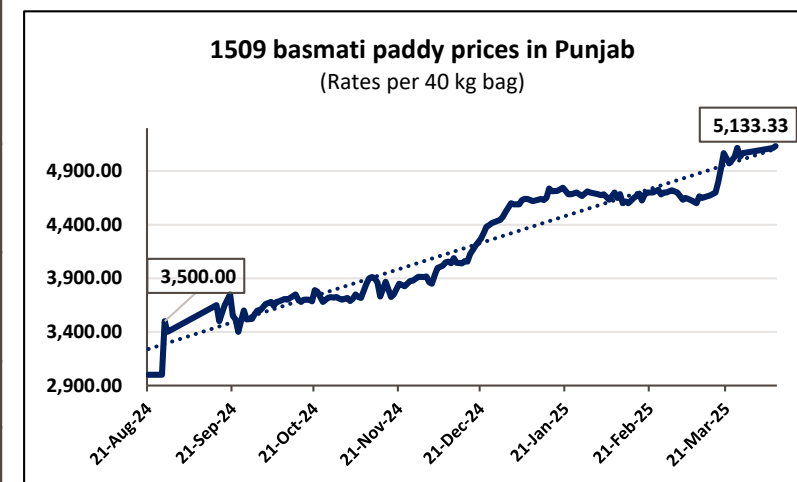 1509 basmati paddy prices in Punjab
(Rates per 40 kg bag)
5,133.33
4,900.00
4,400.00
3,900.00
3,500.00
3,400.00
2,900.00
21-Aug-24
21-Sep-24
21-Oct-24
21-Nov-24
21-Dec-24
21-Jan-25
21-Feb-25
21-Mar-25